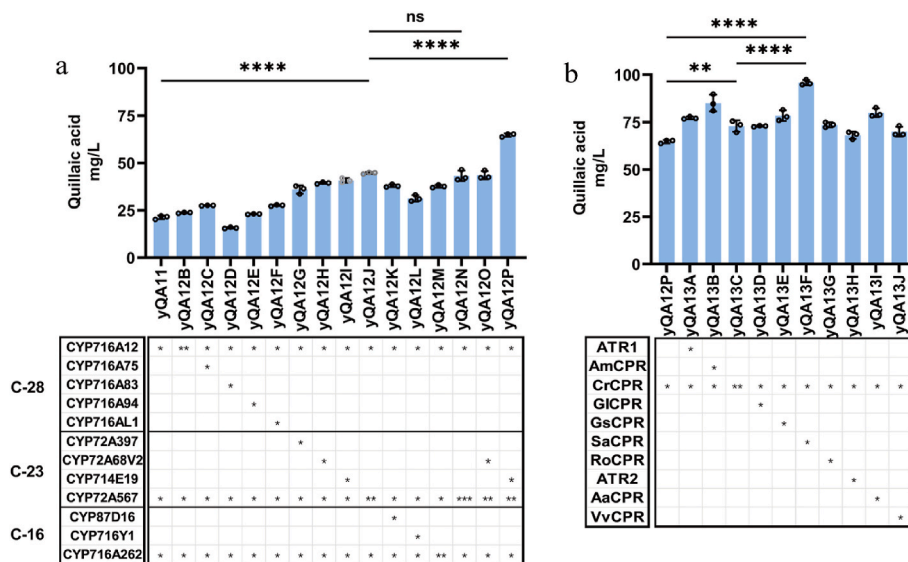 ns
****
****
a
100
75
50
25
0
Quillaic acid
mg/L
yQA11
yQA12B
yQA12C
yQA12D
yQA12E
yQA12F
yQA12G
yQA12H
yQA12I
yQA12J
yQA12K
yQA12L
yQA12M
yQA12N
yQA12O
yQA12P
C-28
CYP716A12 * ** * * * * * * * * * * * * * *
CYP716A75 *
CYP716A83 *
CYP716A94 *
CYP716AL1 *
C-23
CYP72A397 *
CYP72A68V2 * *
CYP714E19 * *
CYP72A567 * * * * * * * * * ** * * * *** ** **
C-16
CYP87D16 *
CYP716Y1 *
CYP716A262 * * * * * * * * * * * * ** * * *
b
****
****
**
100
75
50
25
0
Quillaic acid
mg/L
yQA12P
yQA13A
yQA13B
yQA13C
yQA13D
yQA13E
yQA13F
yQA13G
yQA13H
yQA13I
yQA13J
ATR1 *
AmCPR *
CrCPR * * * ** * * * * * * *
GlCPR *
GsCPR *
SaCPR *
RoCPR *
ATR2 *
AaCPR *
VvCPR *